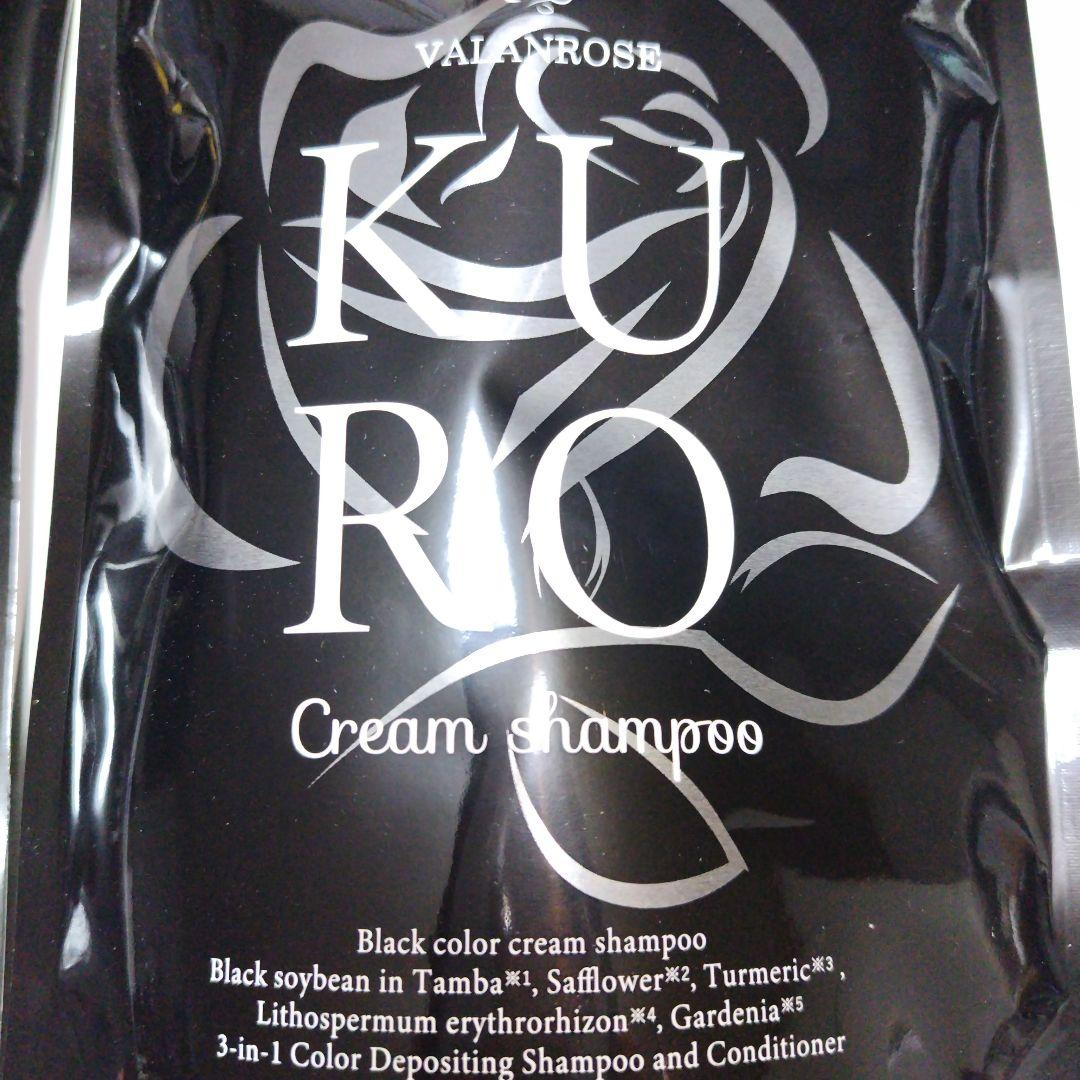 VALANROSE
KU
RO
Cream shampoo
Black color cream shampoo
Black soybean in Tamba※1, Safflower※2, Turmeric※3,
Lithospermum erythrorhizon※4, Gardenia※5
3-in-1 Color Depositing Shampoo and Conditioner